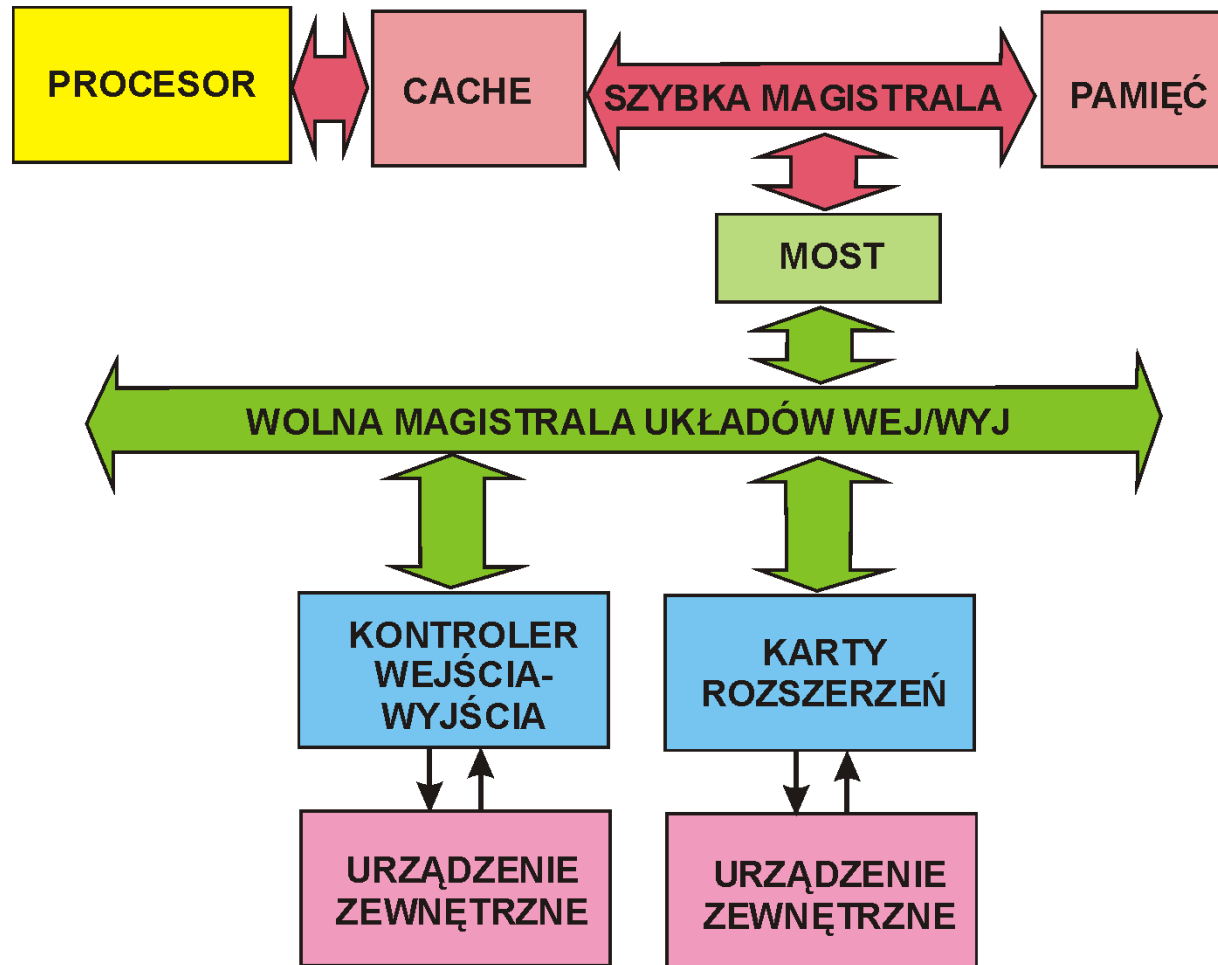 PROCESOR
CACHE
SZYBKA MAGISTRALA
PAMIĘĆ
MOST
WOLNA MAGISTRALA UKŁADÓW WEJ/WYJ
KONTROLER
WEJŚCIA-
WYJŚCIA
KARTY
ROZSZERZEŃ
URZĄDZENIE
ZEWNĘTRZNE
URZĄDZENIE
ZEWNĘTRZNE